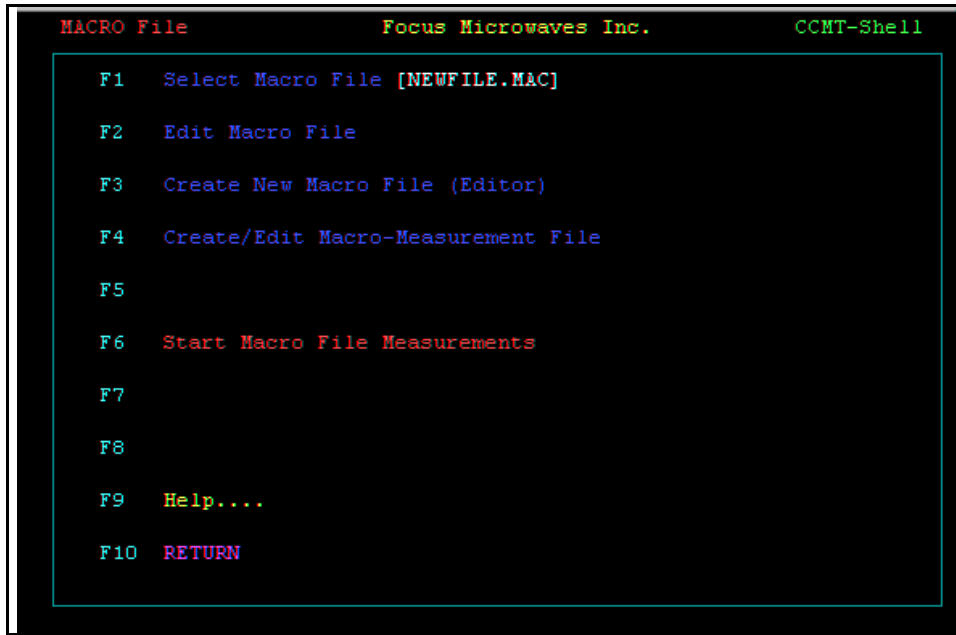 MACRO File Focus Microwaves Inc. CCMT-Shell
F1 Select Macro File [NEWFILE.MAC]
F2 Edit Macro File
F3 Create New Macro File (Editor)
F4 Create/Edit Macro-Measurement File
F5
F6 Start Macro File Measurements
F7
F8
F9 Help....
F10 RETURN